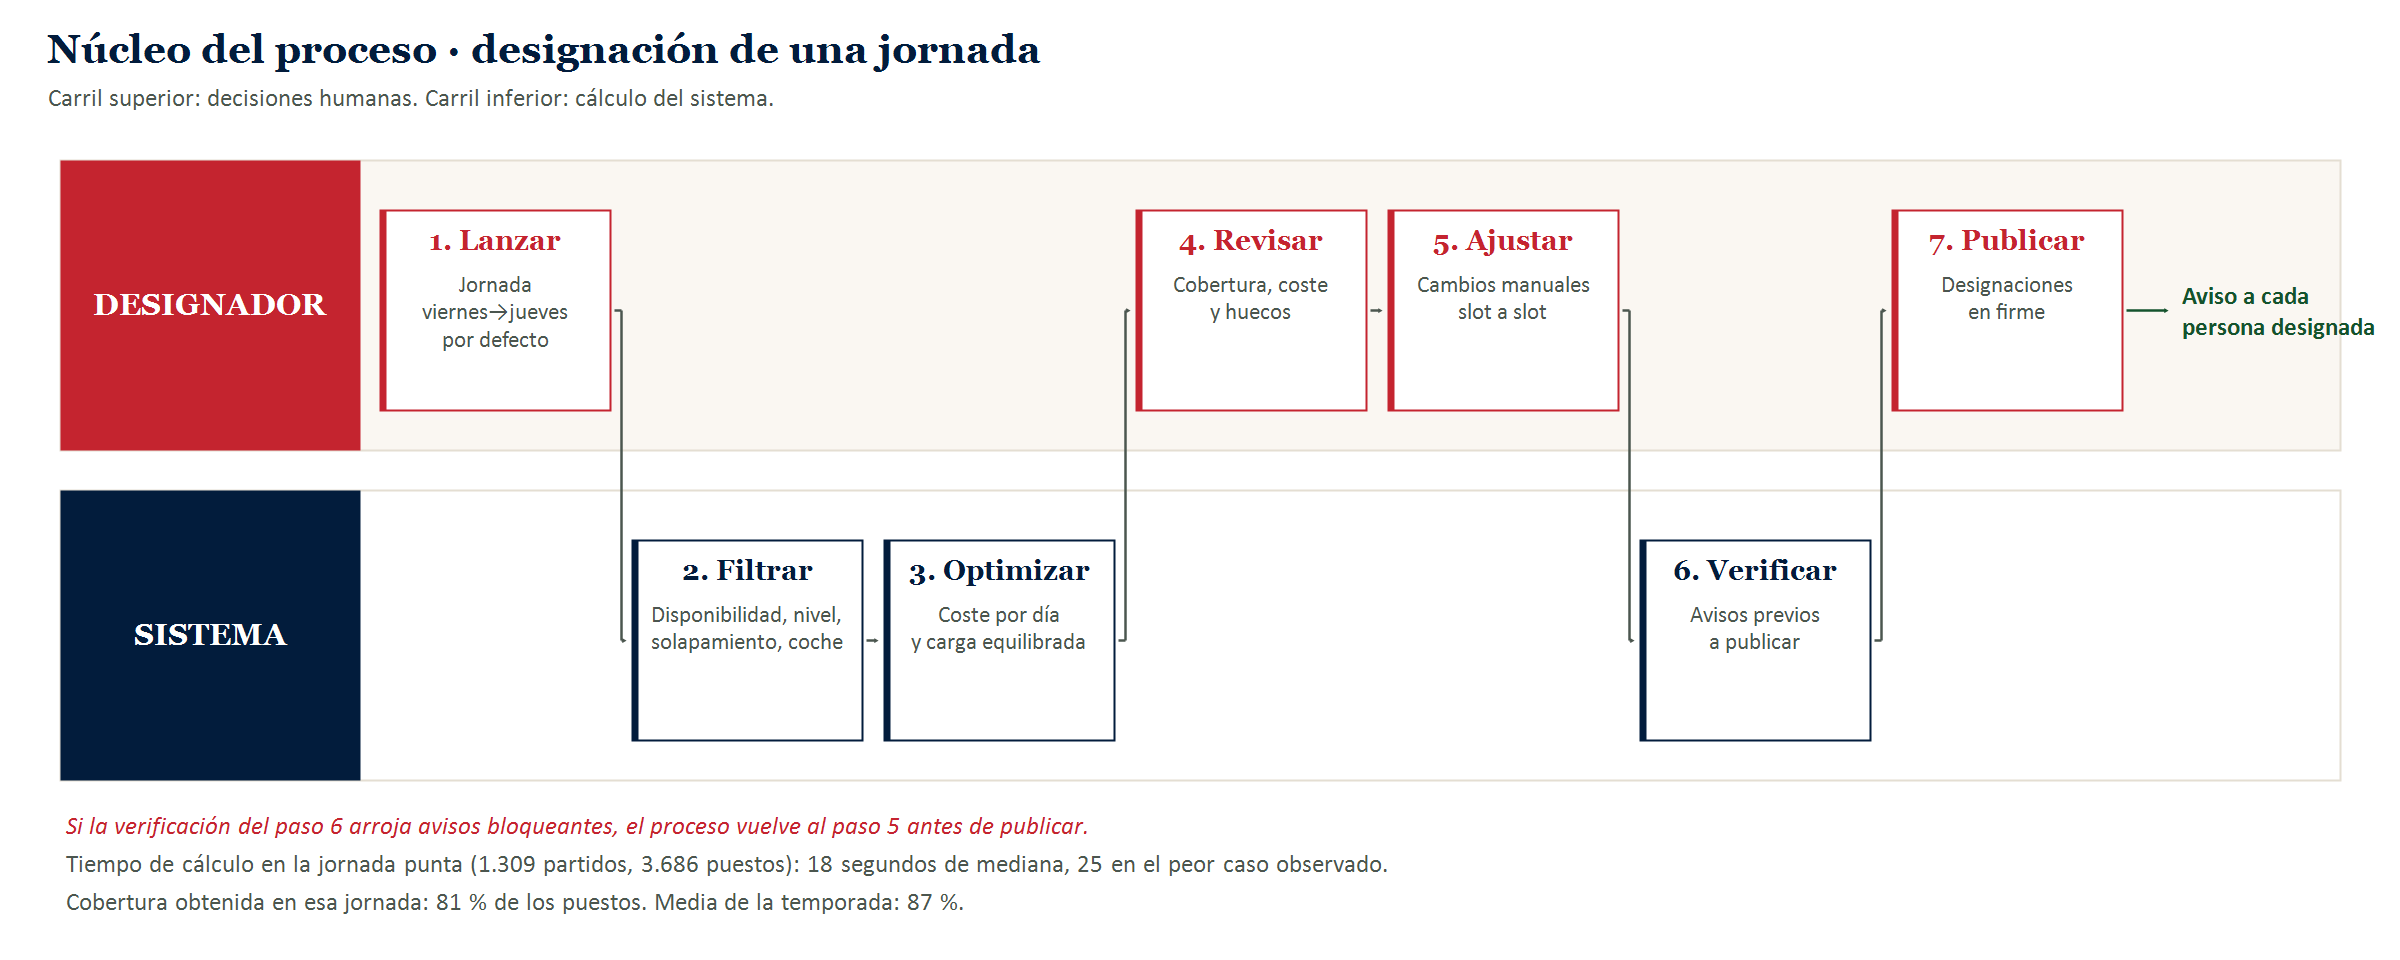 Núcleo del proceso · designación de una jornada
Carril superior: decisiones humanas. Carril inferior: cálculo del sistema.
DESIGNADOR
1. Lanzar
Jornada
viernes→jueves
por defecto
4. Revisar
Cobertura, coste
y huecos
5. Ajustar
Cambios manuales
slot a slot
7. Publicar
Designaciones
en firme
Aviso a cada
persona designada
SISTEMA
2. Filtrar
Disponibilidad, nivel,
solapamiento, coche
3. Optimizar
Coste por día
y carga equilibrada
6. Verificar
Avisos previos
a publicar
Si la verificación del paso 6 arroja avisos bloqueantes, el proceso vuelve al paso 5 antes de publicar.
Tiempo de cálculo en la jornada punta (1.309 partidos, 3.686 puestos): 18 segundos de mediana, 25 en el peor caso observado.
Cobertura obtenida en esa jornada: 81 % de los puestos. Media de la temporada: 87 %.